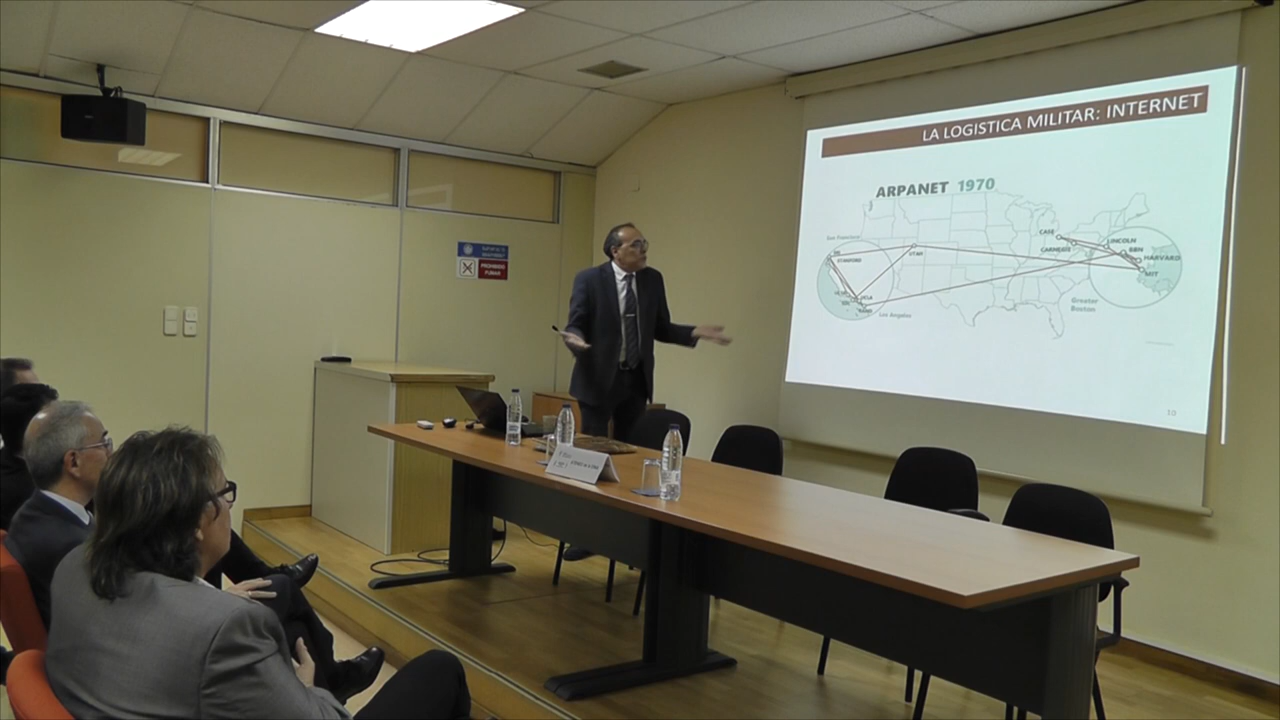 LA LOGISTICA MILITAR: INTERNET
ARPANET 1970
San Francisco
STANFORD
UTAH
UCLA
RAND
Los Angeles
CASE
CARNEGIE
LINCOLN
BBN
HARVARD
MIT
Greater
Boston
10
PROHIBIDO
FUMAR